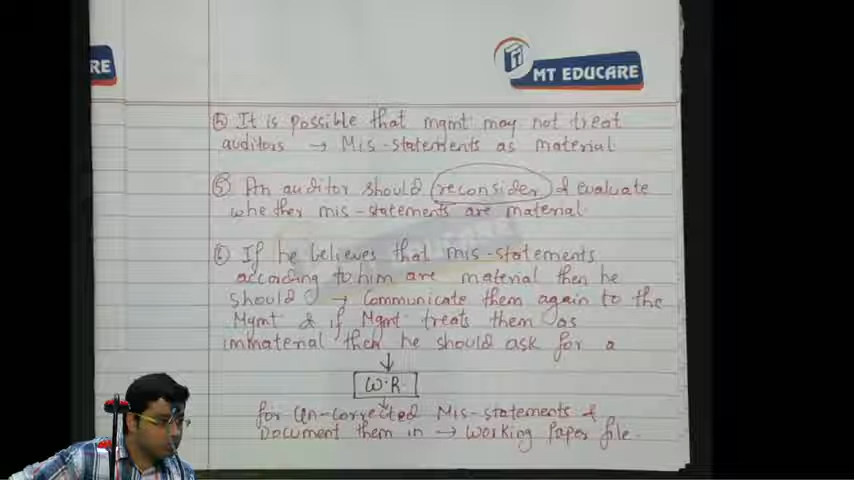 RE
MT EDUCARE
④ It is possible that mgmt may not treat
auditors → Mis-statements as material
⑤ An auditor should reconsider & evaluate
whether mis-statements are material.
⑥ If he believes that mis-statements
according to him are material then he
should → Communicate them again to the
Mgmt & if Mgmt treats them as
immaterial then he should ask for a
↓
W.R.
↓
for Un-corrected Mis-statements &
Document them in → Working Paper file.